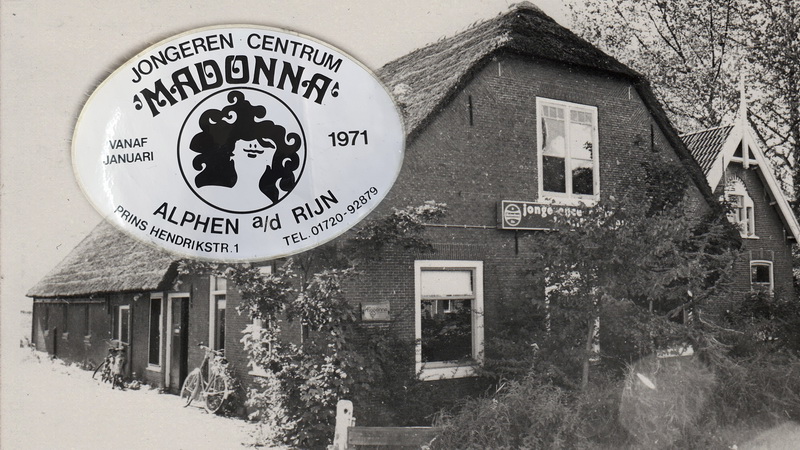 JONGEREN CENTRUM
'MADONNA'
VANAF
JANUARI
1971
ALPHEN a/d RIJN
PRINS HENDRIKSTR.1
TEL.01720-92879